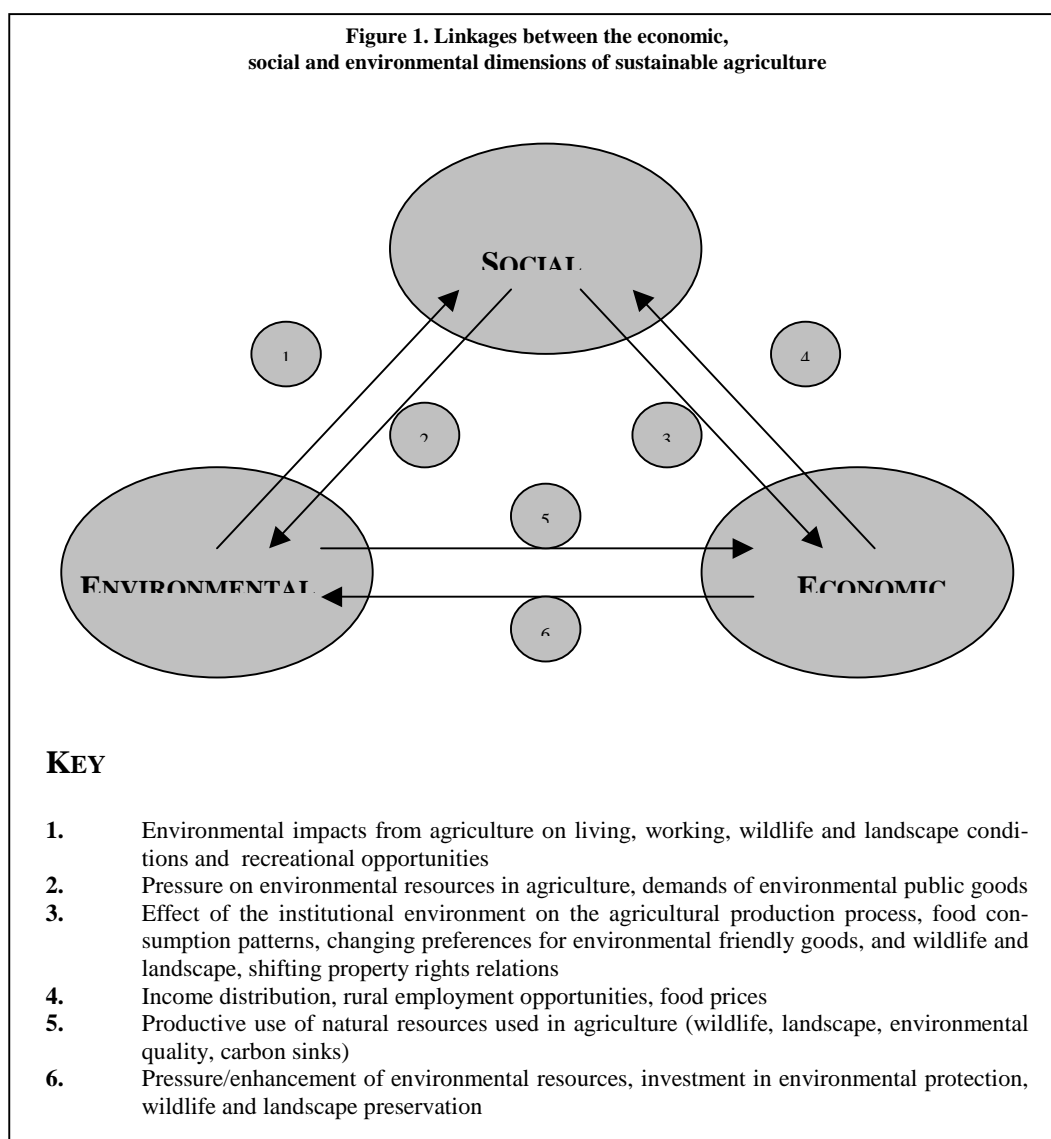 Figure 1. Linkages between the economic,
social and environmental dimensions of sustainable agriculture
SOCIAL
1
4
2
3
5
ENVIRONMENTAL
ECONOMIC
6
KEY
1. Environmental impacts from agriculture on living, working, wildlife and landscape condi-
tions and recreational opportunities
2. Pressure on environmental resources in agriculture, demands of environmental public goods
3. Effect of the institutional environment on the agricultural production process, food con-
sumption patterns, changing preferences for environmental friendly goods, and wildlife and
landscape, shifting property rights relations
4. Income distribution, rural employment opportunities, food prices
5. Productive use of natural resources used in agriculture (wildlife, landscape, environmental
quality, carbon sinks)
6. Pressure/enhancement of environmental resources, investment in environmental protection,
wildlife and landscape preservation